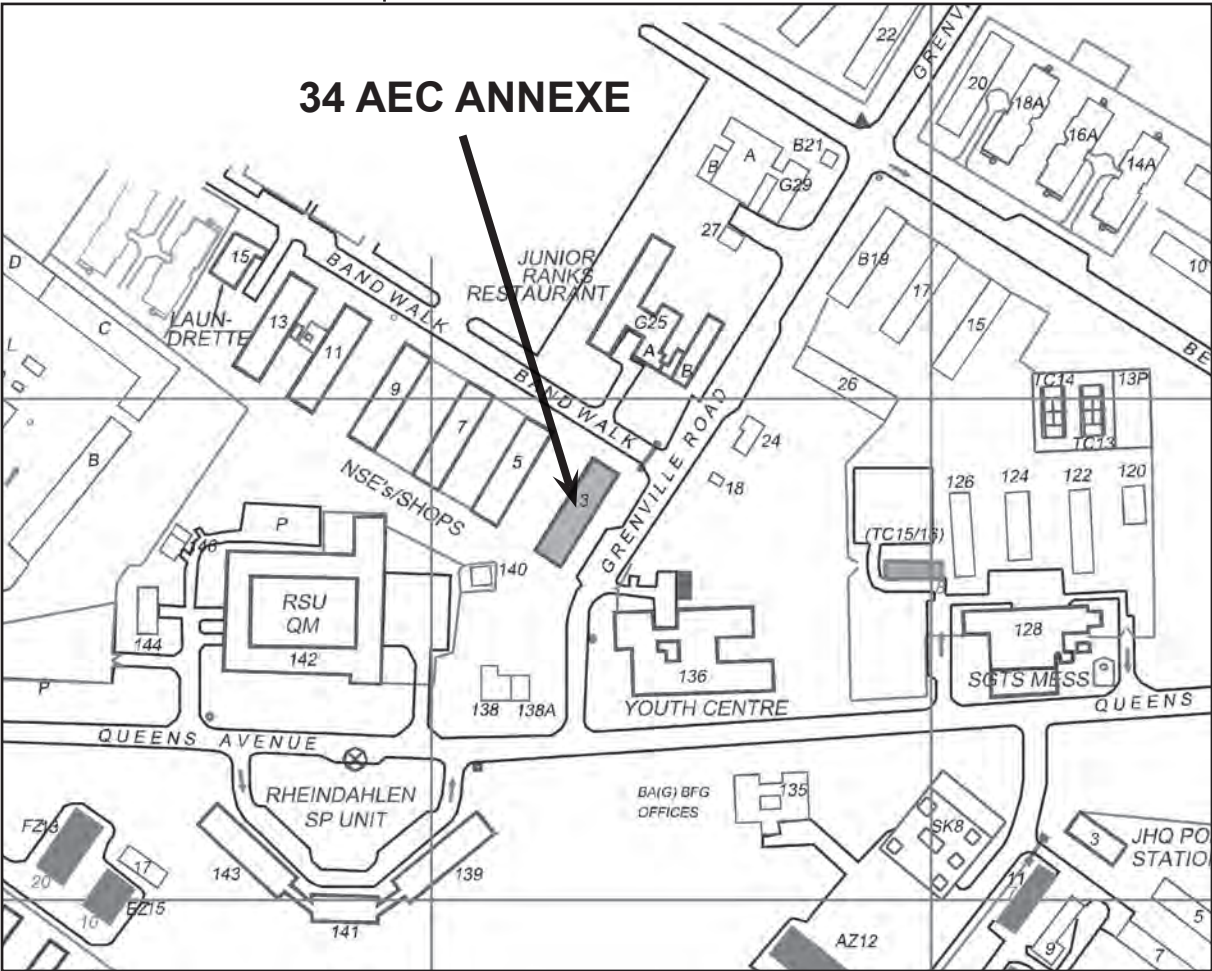 34 AEC ANNEXE
22
GRENV
20
18A
16A
14A
10
B21
A
B
G29
27
JUNIOR
RANKS
RESTAURANT
G25
A
B
B19
17
15
BE
26
TC14
13P
TC13
D
C
L
B
15
BAND WALK
LAUN-
DRETTE
13
11
9
7
5
3
BAND WALK
NSE's/SHOPS
GRENVILLE ROAD
24
18
126
124
122
120
(TC15/16)
P
146
140
RSU
QM
142
144
P
128
SGTS MESS
136
YOUTH CENTRE
138
138A
QUEENS AVENUE
QUEENS
RHEINDAHLEN
SP UNIT
BA(G) BFG
OFFICES
135
SK8
3
JHQ PO
STATIO
FZ13
20
17
16
EZ15
143
139
141
AZ12
11
9
7
5